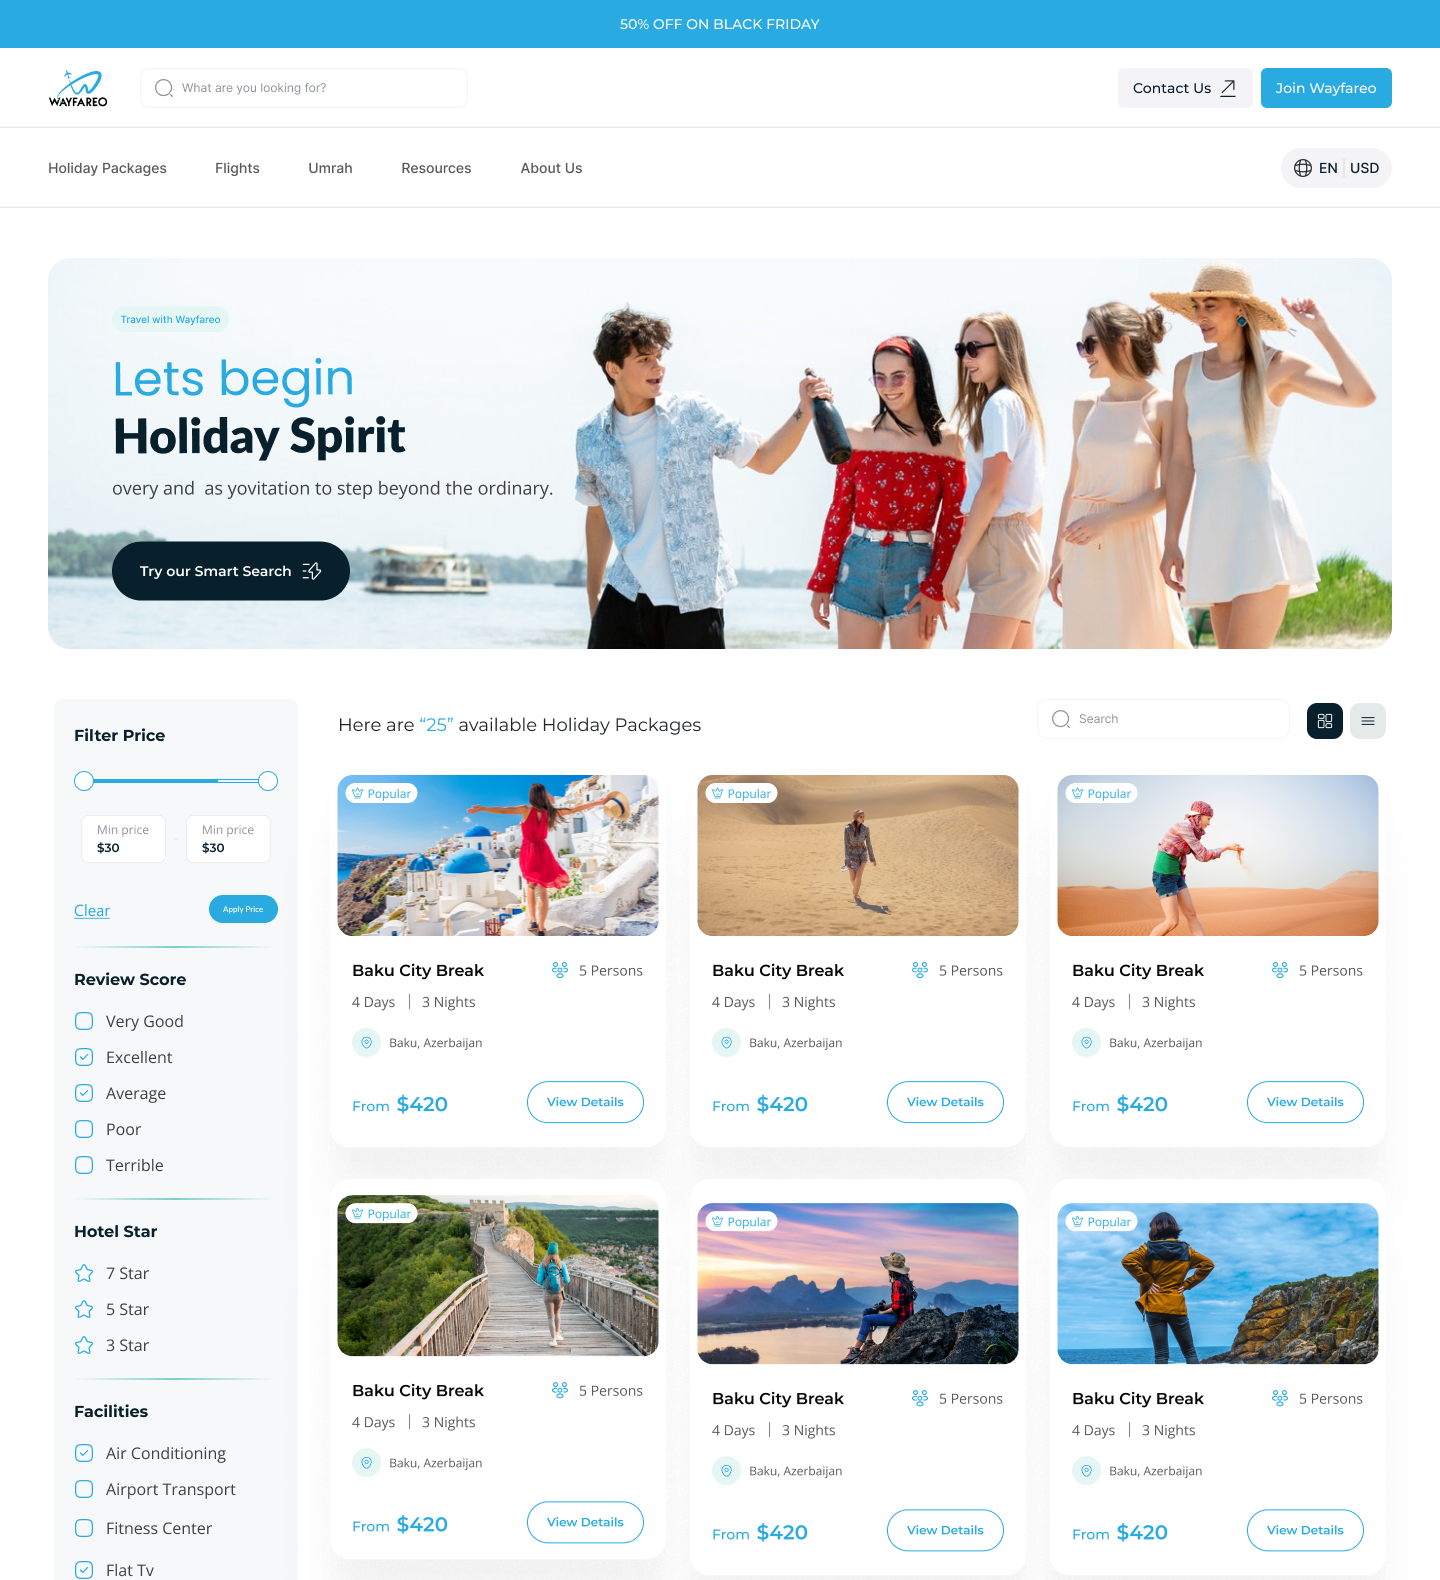 50% OFF ON BLACK FRIDAY
WAYFAREO
What are you looking for?
Contact Us
Join Wayfareo
Holiday Packages
Flights
Umrah
Resources
About Us
EN | USD
Travel with Wayfareo
Lets begin
Holiday Spirit
overy and  as yovitation to step beyond the ordinary.
Try our Smart Search
Filter Price
Min price
$30
-
Min price
$30
Clear
Apply Price
Review Score
Very Good
Excellent
Average
Poor
Terrible
Hotel Star
7 Star
5 Star
3 Star
Facilities
Air Conditioning
Airport Transport
Fitness Center
Flat Tv
Here are “25” available Holiday Packages
Search
Popular
Baku City Break
5 Persons
4 Days | 3 Nights
Baku, Azerbaijan
From $420
View Details
Popular
Baku City Break
5 Persons
4 Days | 3 Nights
Baku, Azerbaijan
From $420
View Details
Popular
Baku City Break
5 Persons
4 Days | 3 Nights
Baku, Azerbaijan
From $420
View Details
Popular
Baku City Break
5 Persons
4 Days | 3 Nights
Baku, Azerbaijan
From $420
View Details
Popular
Baku City Break
5 Persons
4 Days | 3 Nights
Baku, Azerbaijan
From $420
View Details
Popular
Baku City Break
5 Persons
4 Days | 3 Nights
Baku, Azerbaijan
From $420
View Details